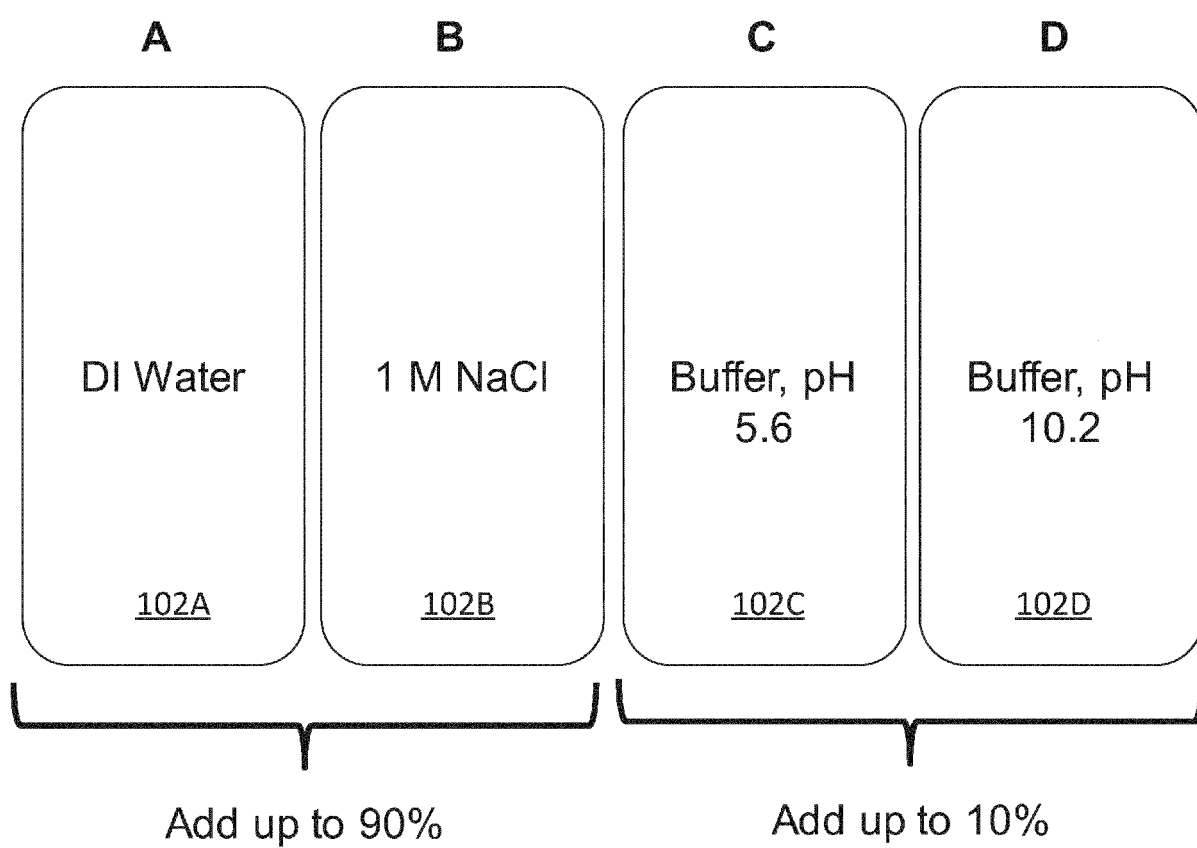 A B C D
DI Water
1 M NaCl
Buffer, pH
5.6
Buffer, pH
10.2
102A 102B 102C 102D
Add up to 90%
Add up to 10%